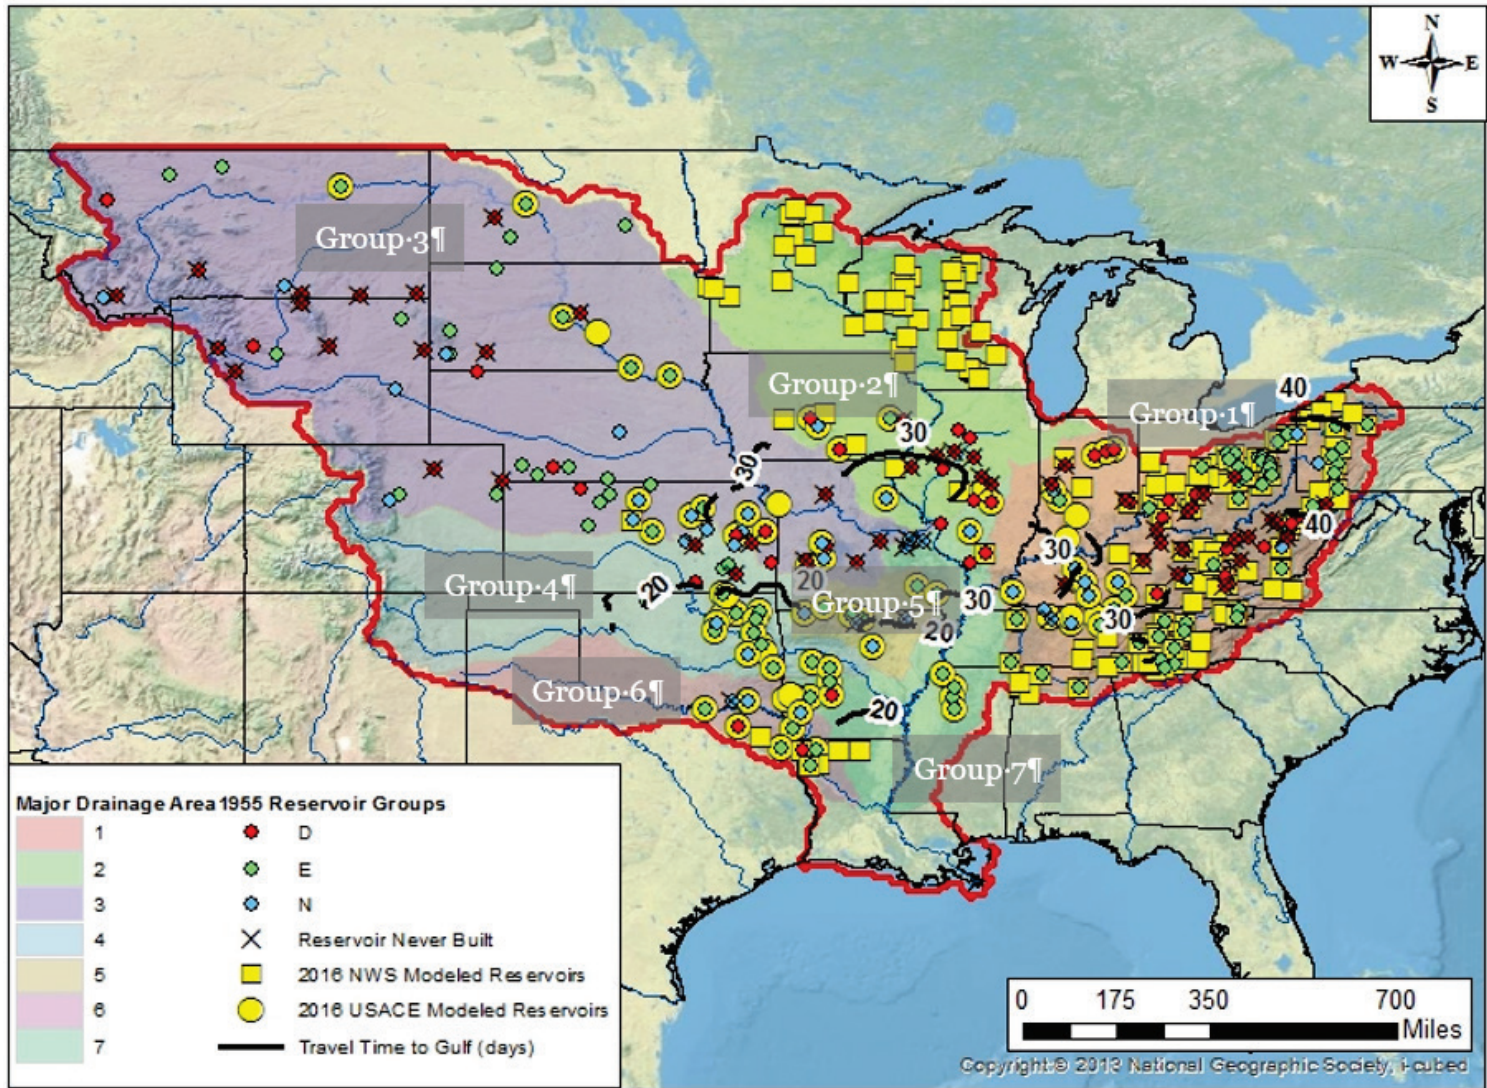 N
W E
S
Group·3¶
Group·2¶
Group·1¶
40
30
30
40
30
Group·4¶
20
20
Group·5¶
30
30
20
Group·6¶
20
Group·7¶
Major Drainage Area 1955 Reservoir Groups
1 D
2 E
3 N
4 Reservoir Never Built
5 2016 NWS Modeled Reservoirs
6 2016 USACE Modeled Reservoirs
7 Travel Time to Gulf (days)
0 175 350 700
Miles
Copyright:© 2013 National Geographic Society, i-cubed